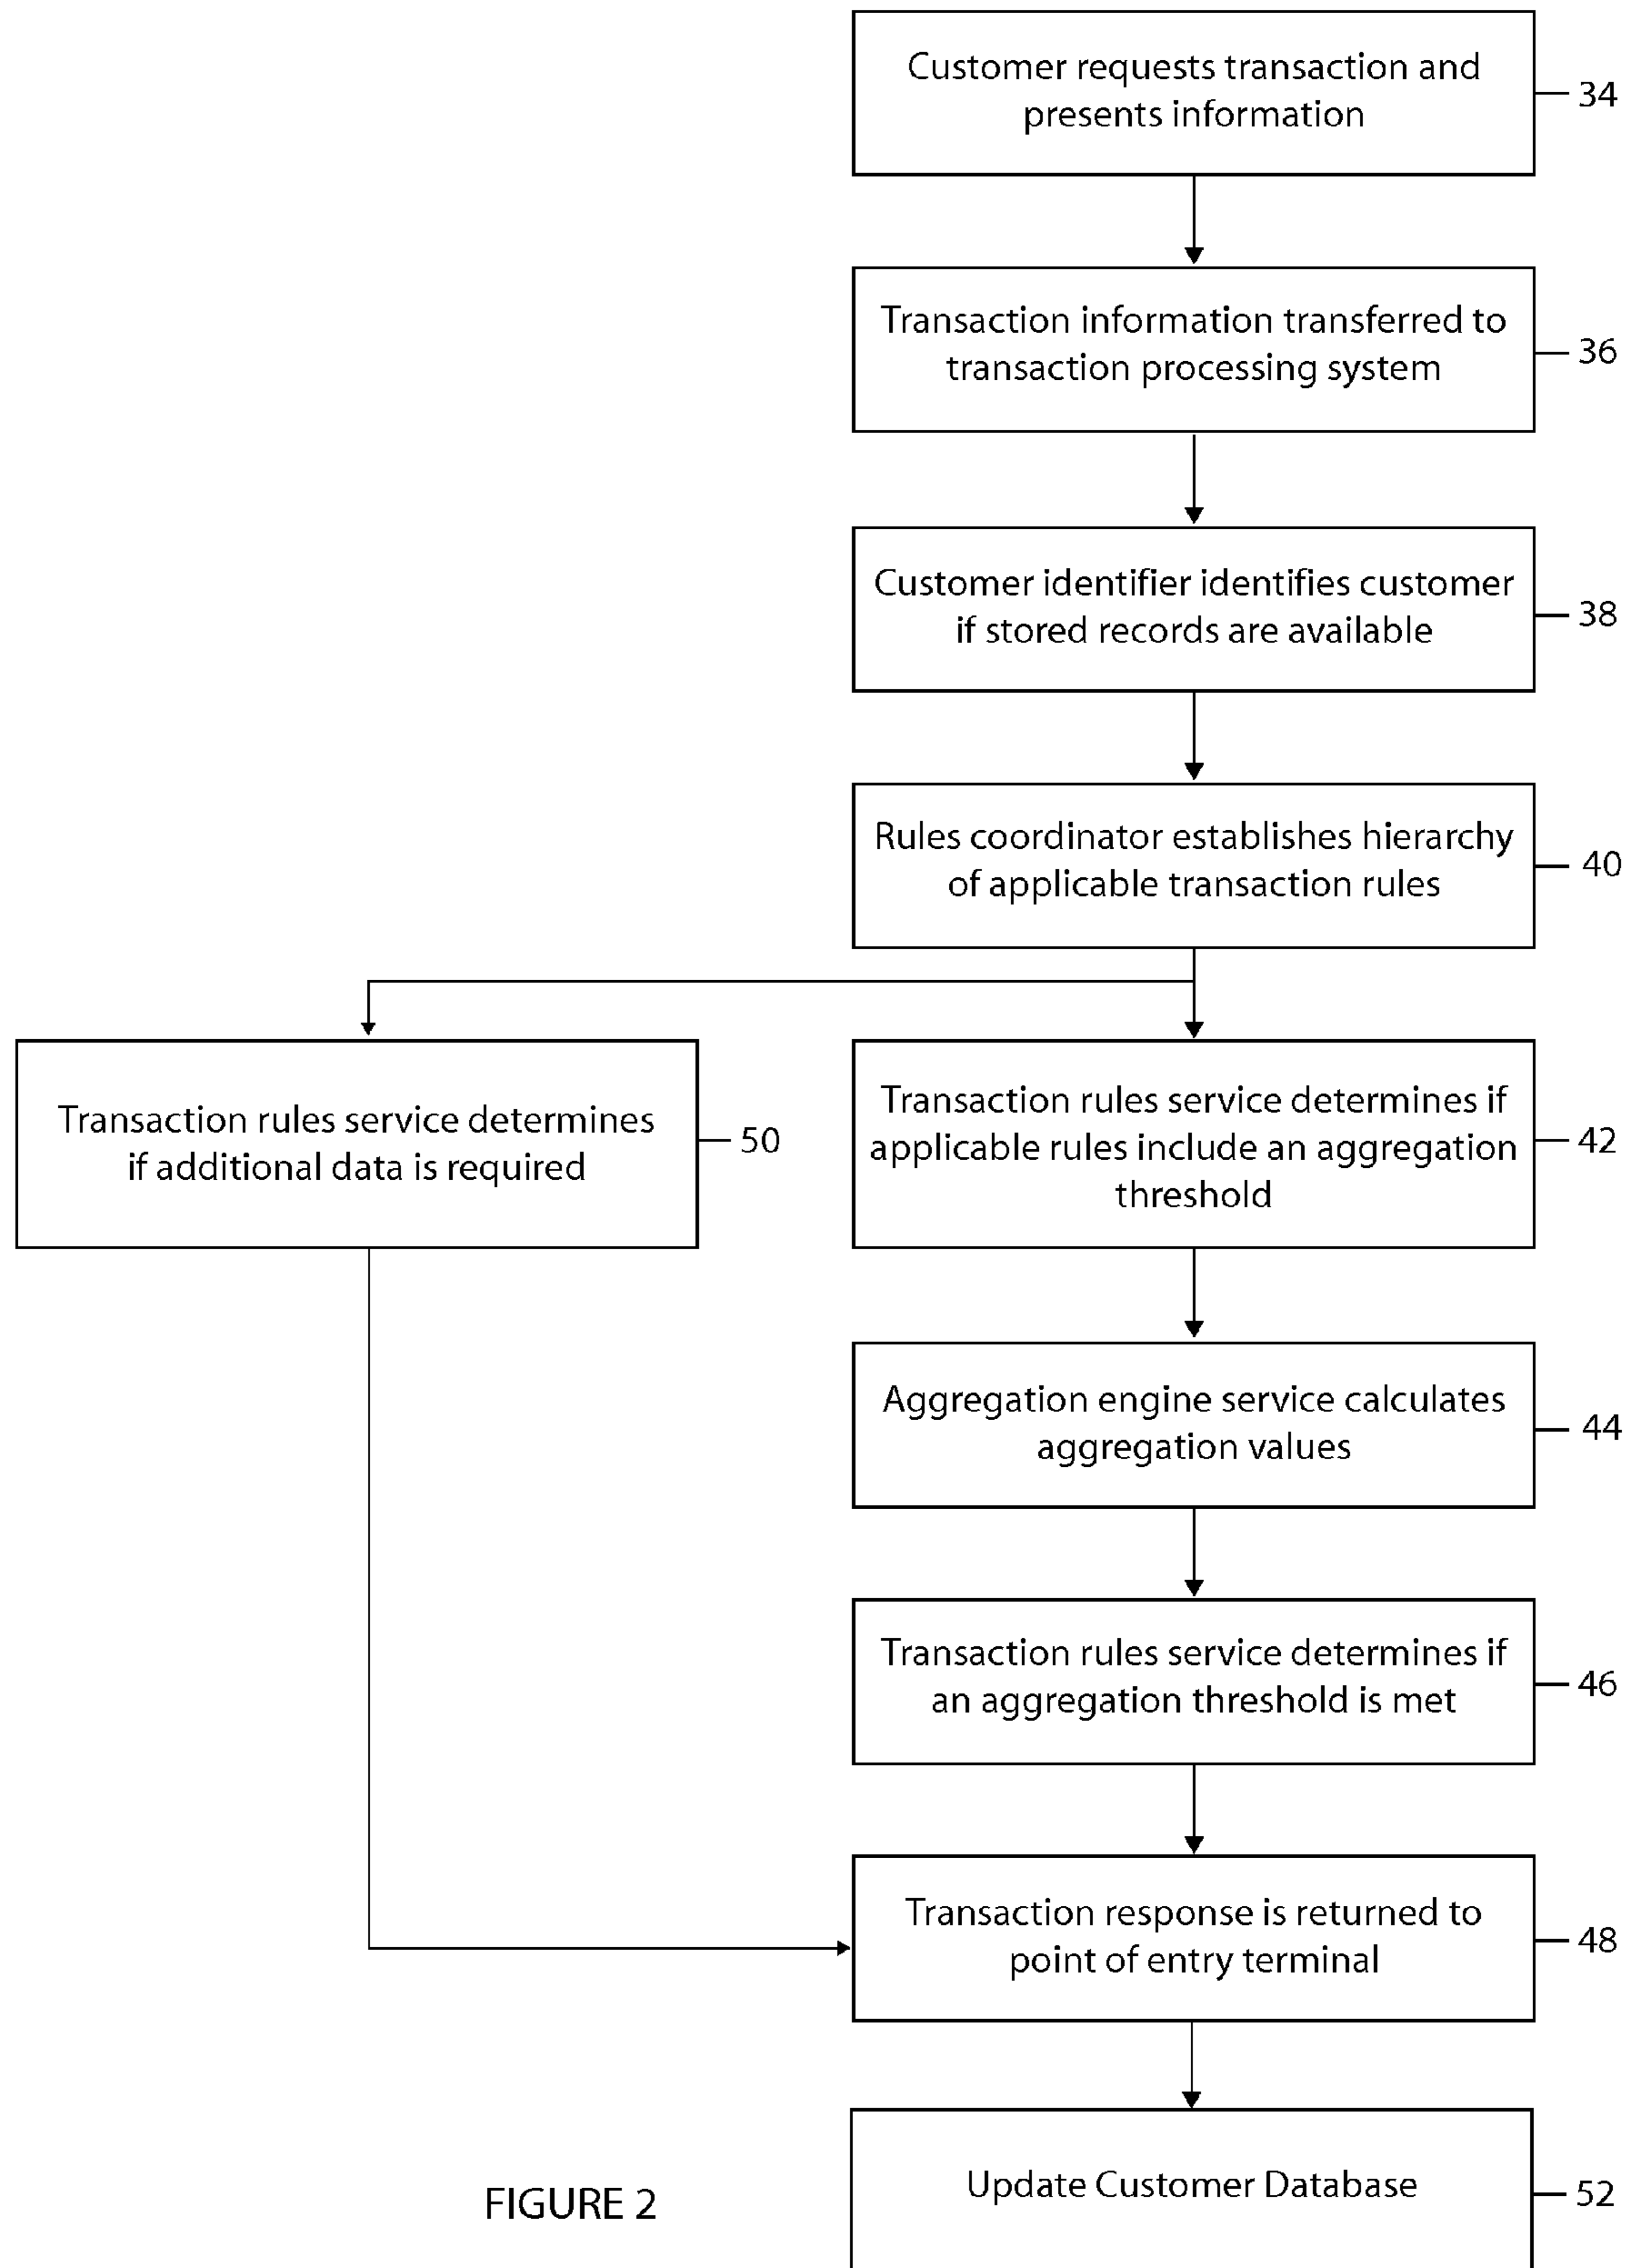 Customer requests transaction and
presents information
34
Transaction information transferred to
transaction processing system
36
Customer identifier identifies customer
if stored records are available
38
Rules coordinator establishes hierarchy
of applicable transaction rules
40
Transaction rules service determines
if additional data is required
50
Transaction rules service determines if
applicable rules include an aggregation
threshold
42
Aggregation engine service calculates
aggregation values
44
Transaction rules service determines if
an aggregation threshold is met
46
Transaction response is returned to
point of entry terminal
48
Update Customer Database
52
FIGURE 2